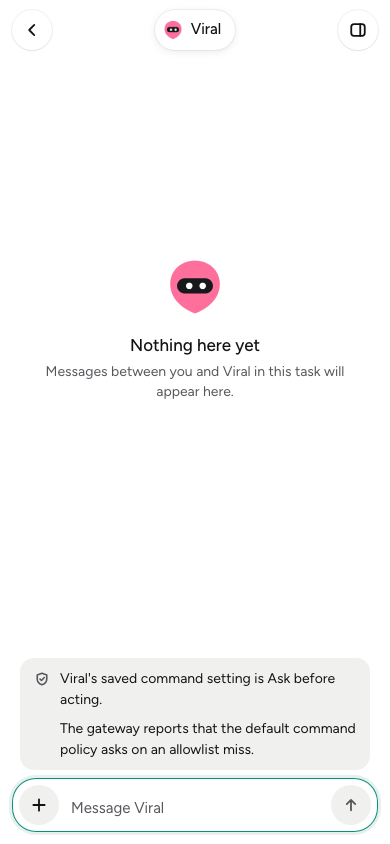 Viral
Nothing here yet
Messages between you and Viral in this task will
appear here.
Viral's saved command setting is Ask before
acting.
The gateway reports that the default command
policy asks on an allowlist miss.
Message Viral